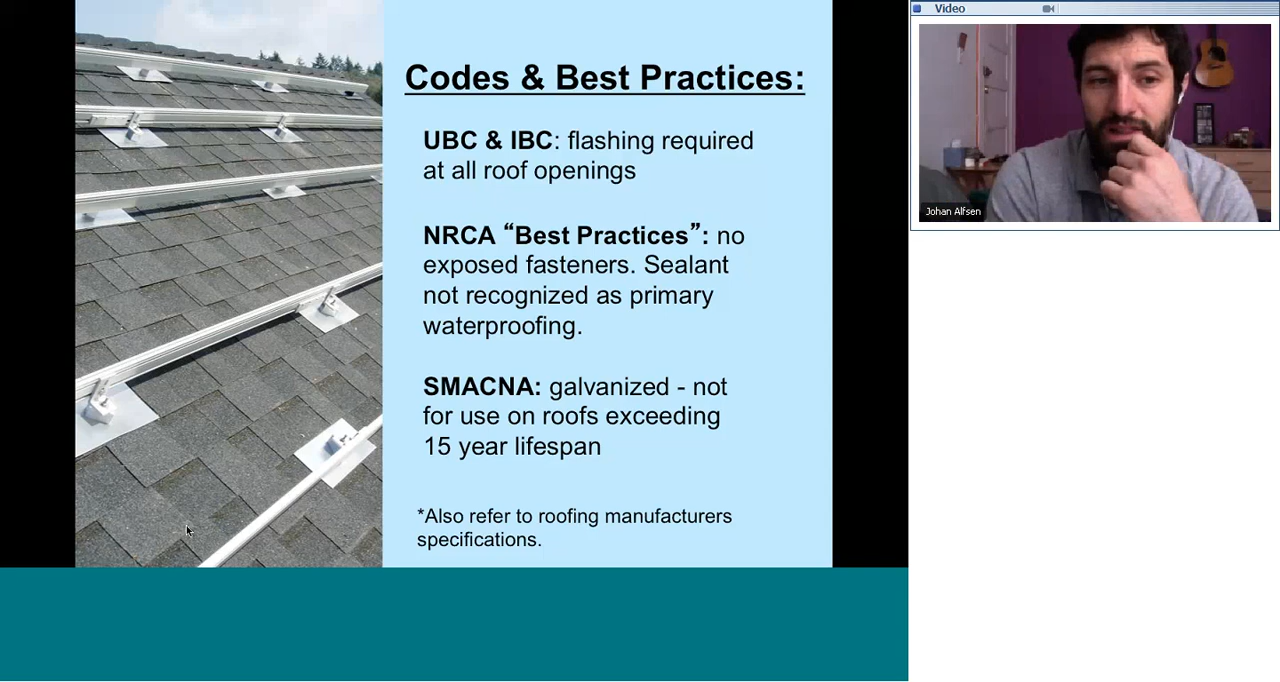 Codes & Best Practices:
UBC & IBC: flashing required
at all roof openings
NRCA “Best Practices”: no
exposed fasteners. Sealant
not recognized as primary
waterproofing.
SMACNA: galvanized - not
for use on roofs exceeding
15 year lifespan
*Also refer to roofing manufacturers
specifications.
Video
Johan Alfsen